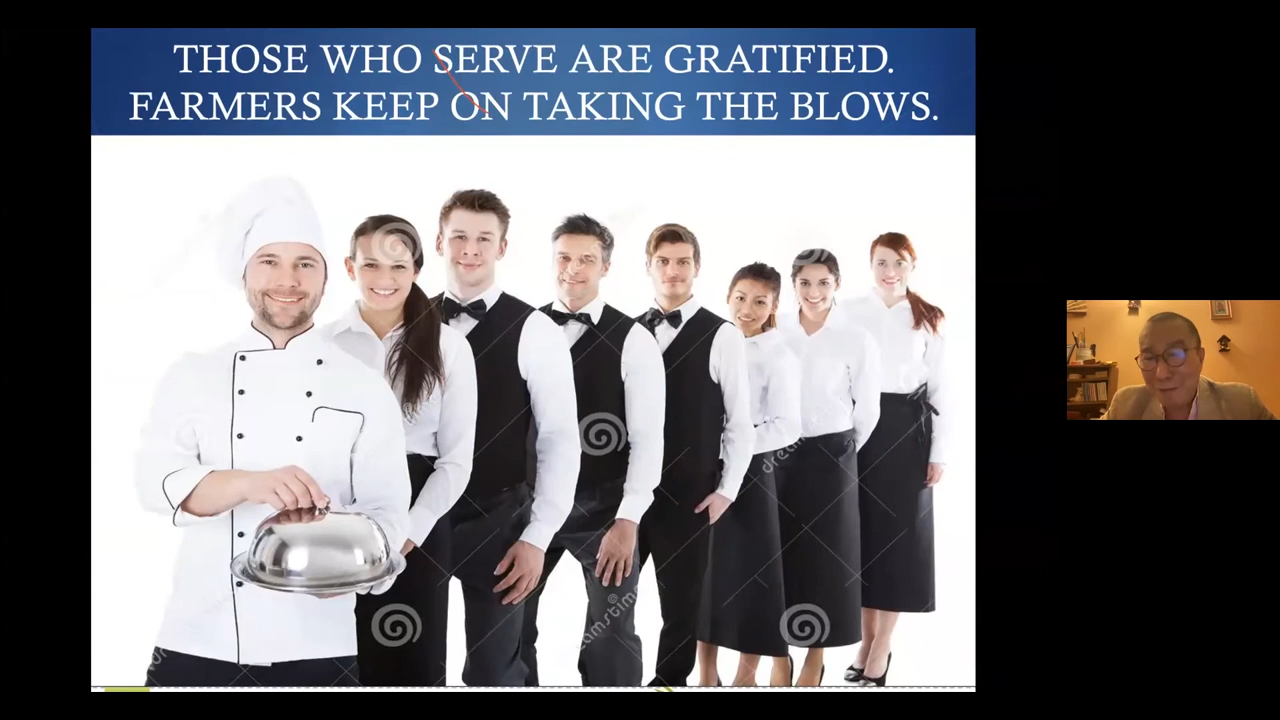 THOSE WHO SERVE ARE GRATIFIED.
FARMERS KEEP ON TAKING THE BLOWS.